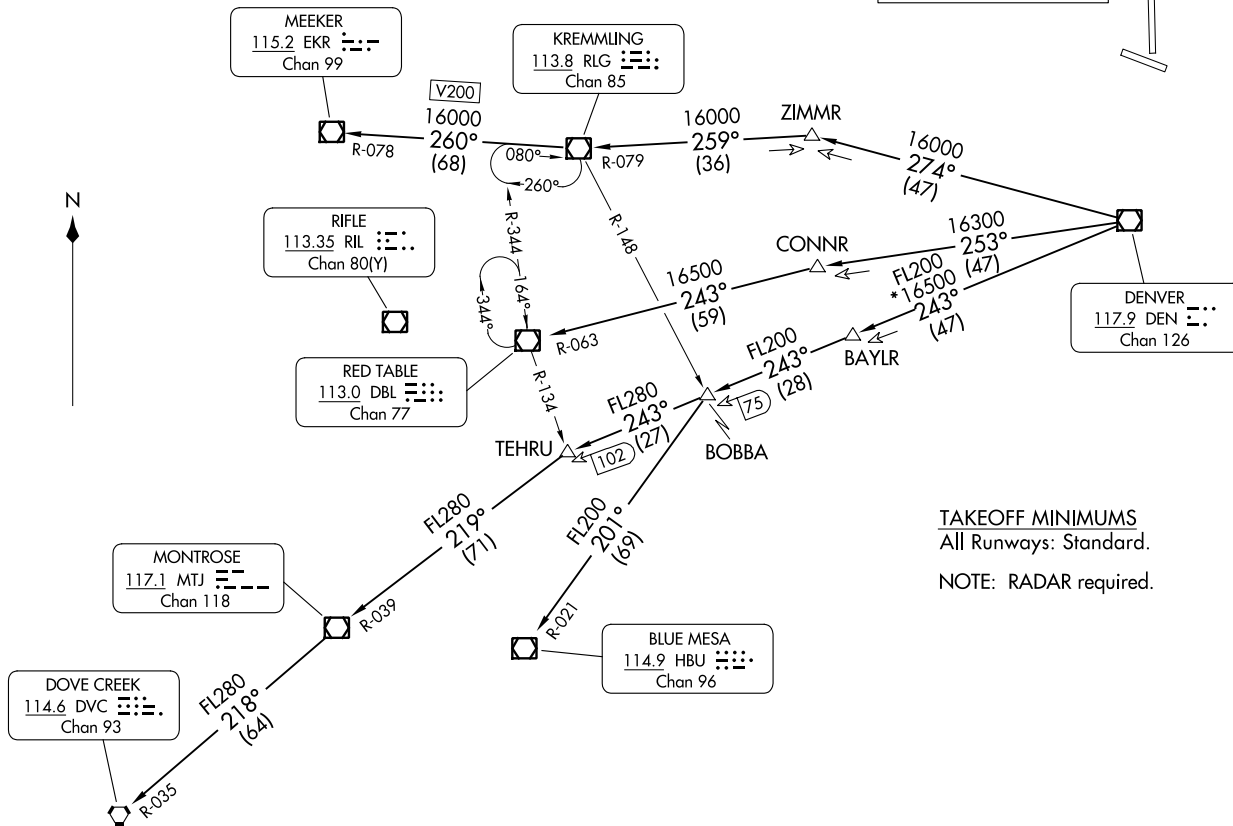 MEEKER
115.2 EKR
Chan 99
KREMMLING
113.8 RLG
Chan 85
V200
16000
260°
(68)
R-078
080°
260°
R-079
16000
259°
(36)
ZIMMR
16000
274°
(47)
N
RIFLE
113.35 RIL
Chan 80(Y)
R-344
R-148
164°
344°
CONNR
16300
253°
(47)
16500
243°
(59)
R-063
FL200
*16500
243°
(47)
DENVER
117.9 DEN
Chan 126
BAYLR
RED TABLE
113.0 DBL
Chan 77
R-134
FL200
243°
(28)
75
BOBBA
FL280
243°
(27)
102
TEHRU
FL280
219°
(71)
FL200
201°
(69)
TAKEOFF MINIMUMS
All Runways: Standard.
NOTE: RADAR required.
MONTROSE
117.1 MTJ
Chan 118
R-039
R-021
BLUE MESA
114.9 HBU
Chan 96
DOVE CREEK
114.6 DVC
Chan 93
FL280
218°
(64)
R-035